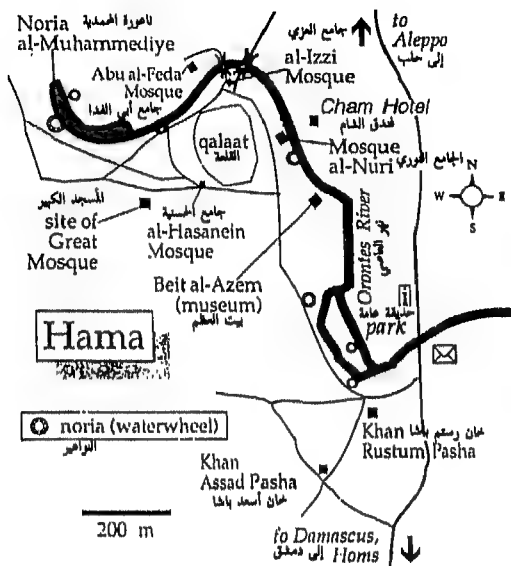 Noria
al-Muhammediye
ناعورة المحمدية
Abu al-Feda
Mosque
جامع أبي الفدا
جامع العزي
al-Izzi
Mosque
to
Aleppo
إلى حلب
Cham Hotel
فندق الشام
qalaat
القلعة
Mosque
al-Nuri الجامع النوري
N
W
E
S
المسجد الكبير
site of
Great
Mosque
جامع الحسنية
al-Hasanein
Mosque
Orontes River
نهر العاصي
Beit al-Azem
(museum)
بيت العظم
i
حديقة عامة
park
Hama
noria (waterwheel)
النواعير
Khan خان رستم باشا
Rustum Pasha
Khan
Assad Pasha
خان أسعد باشا
200 m
to Damascus,
إلى دمشق Homs